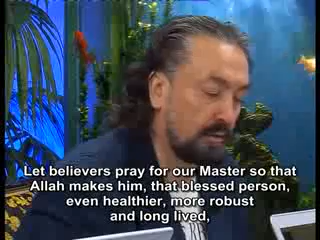 Let believers pray for our Master so that
Allah makes him, that blessed person,
even healthier, more robust
and long lived,